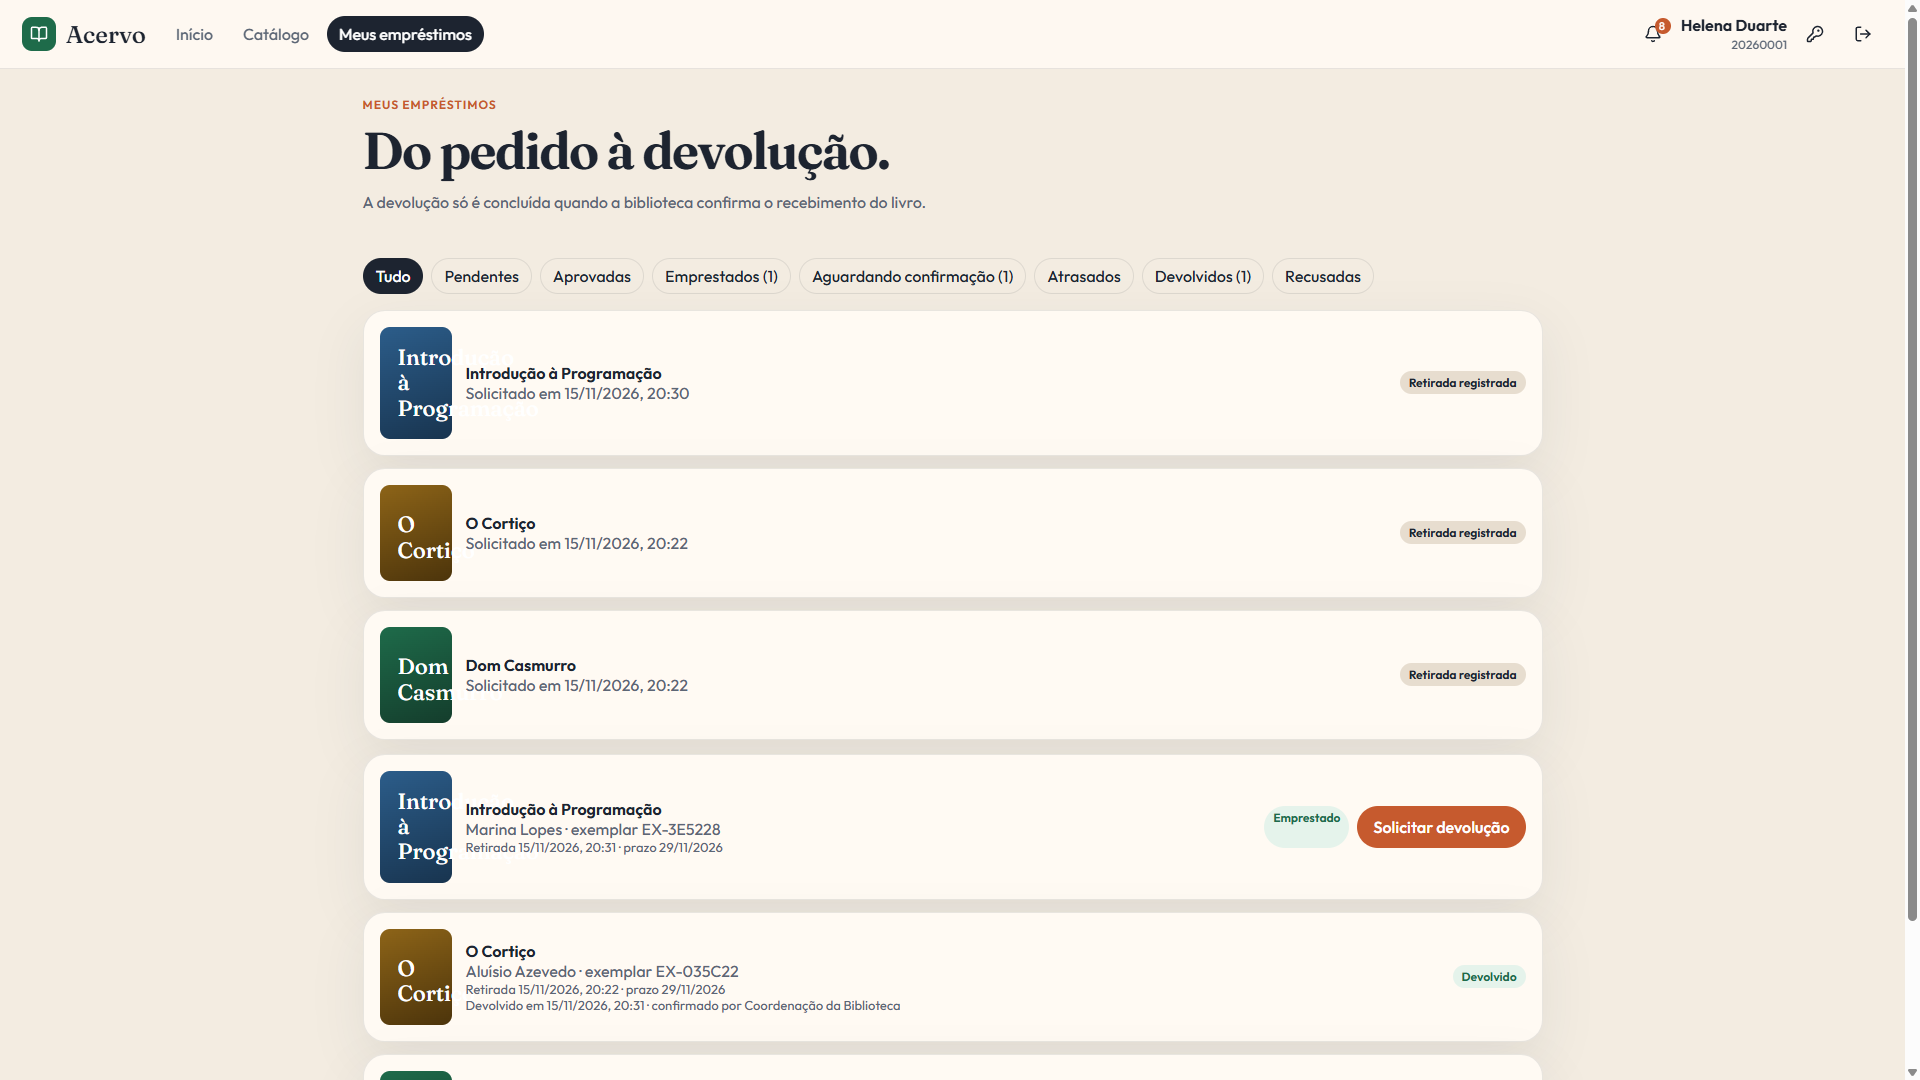 Acervo
Início
Catálogo
Meus empréstimos
8
Helena Duarte
20260001
MEUS EMPRÉSTIMOS
Do pedido à devolução.
A devolução só é concluída quando a biblioteca confirma o recebimento do livro.
Tudo
Pendentes
Aprovadas
Emprestados (1)
Aguardando confirmação (1)
Atrasados
Devolvidos (1)
Recusadas
Introdução
à
Programação
Introdução à Programação
Solicitado em 15/11/2026, 20:30
Retirada registrada
O
Corti
O Cortiço
Solicitado em 15/11/2026, 20:22
Retirada registrada
Dom
Casm
Dom Casmurro
Solicitado em 15/11/2026, 20:22
Retirada registrada
Intro
à
Progr
Introdução à Programação
Marina Lopes · exemplar EX-3E5228
Retirada 15/11/2026, 20:31 · prazo 29/11/2026
Emprestado
Solicitar devolução
O
Corti
O Cortiço
Aluísio Azevedo · exemplar EX-035C22
Retirada 15/11/2026, 20:22 · prazo 29/11/2026
Devolvido em 15/11/2026, 20:31 · confirmado por Coordenação da Biblioteca
Devolvido